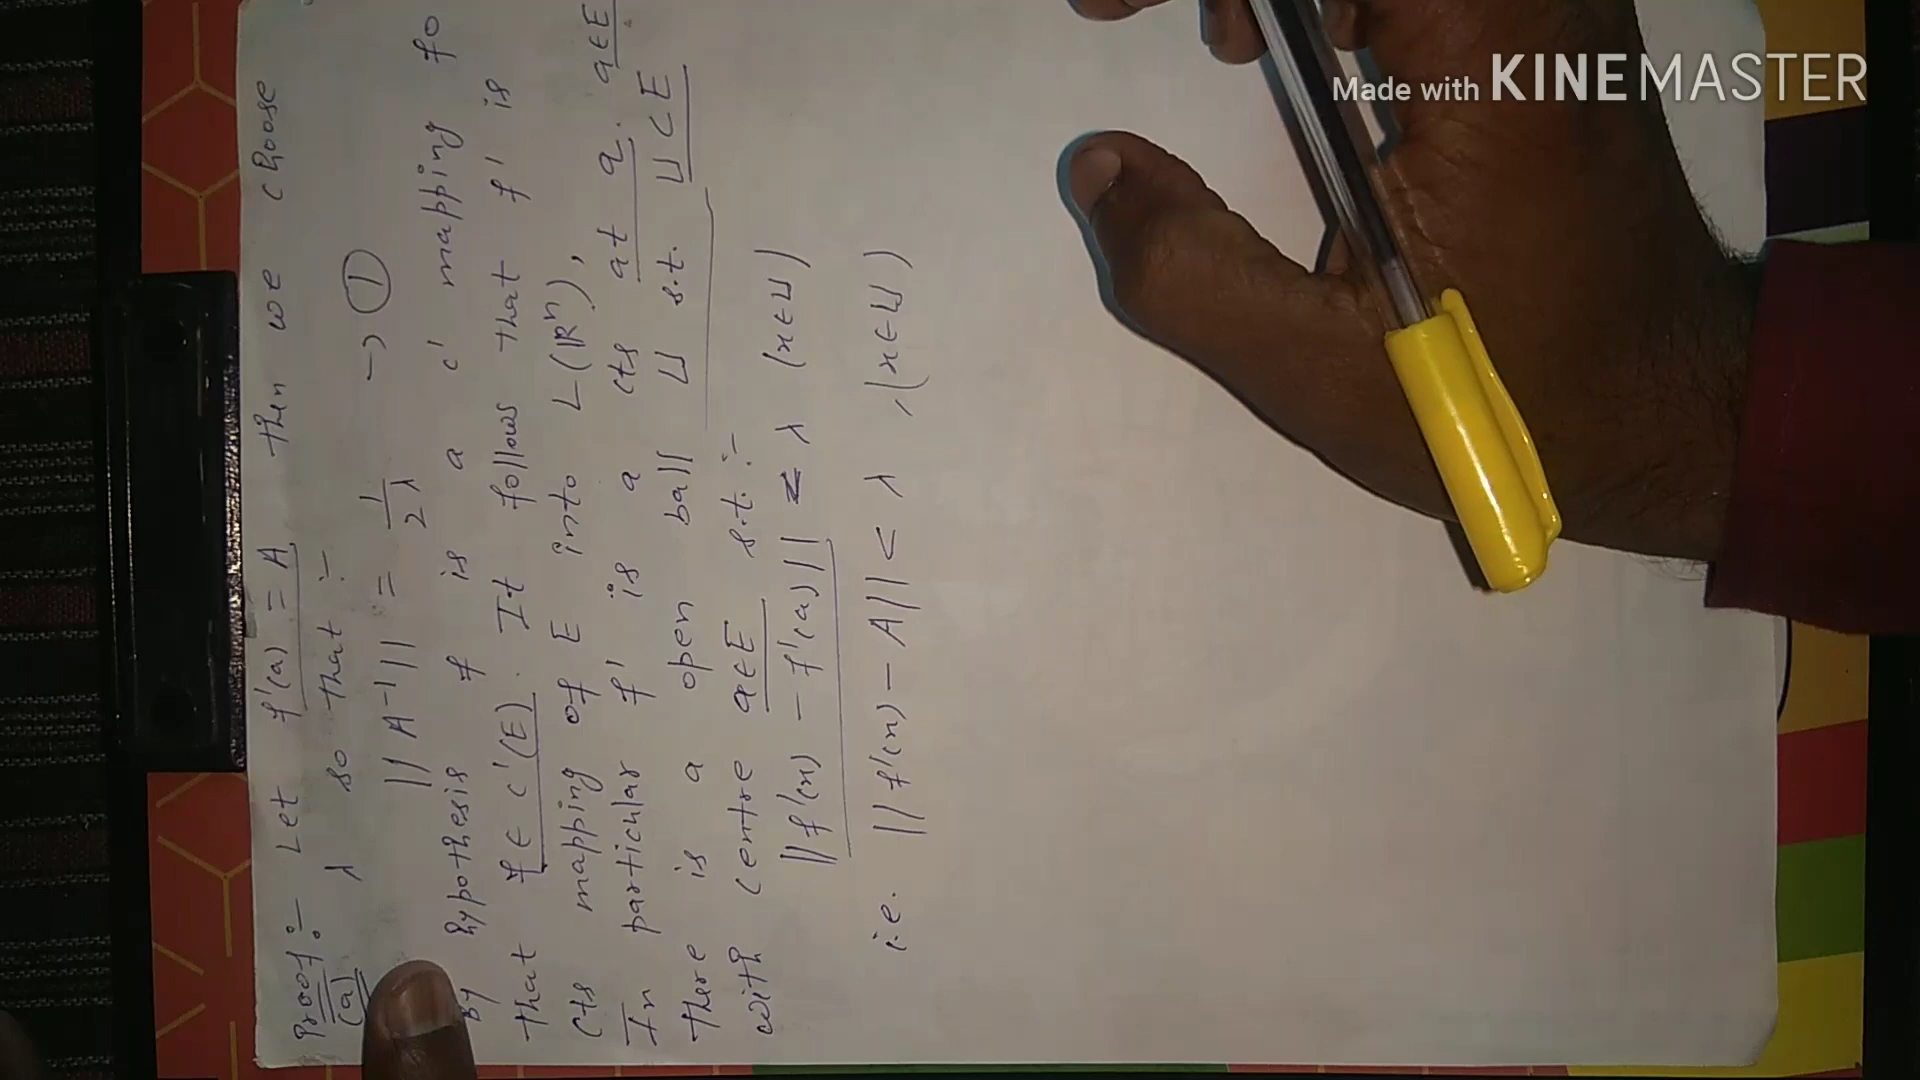 Proof:- Let f'(a) = A then we choose
(a) λ so that :-
||A⁻¹|| = 1/2λ → ①
By hypothesis f is a c' mapping fo
that f ∈ c'(E). It follows that f' is
cts mapping of E into L(ℝⁿ),
In particular f' is a cts at a. a∈E
there is a open ball U s.t. U ⊂ E
with centre a∈E s.t. :-
||f'(x) - f'(a)|| < λ (x∈U)
i.e. ||f'(x) - A|| < λ , (x∈U)
Made with KINEMASTER